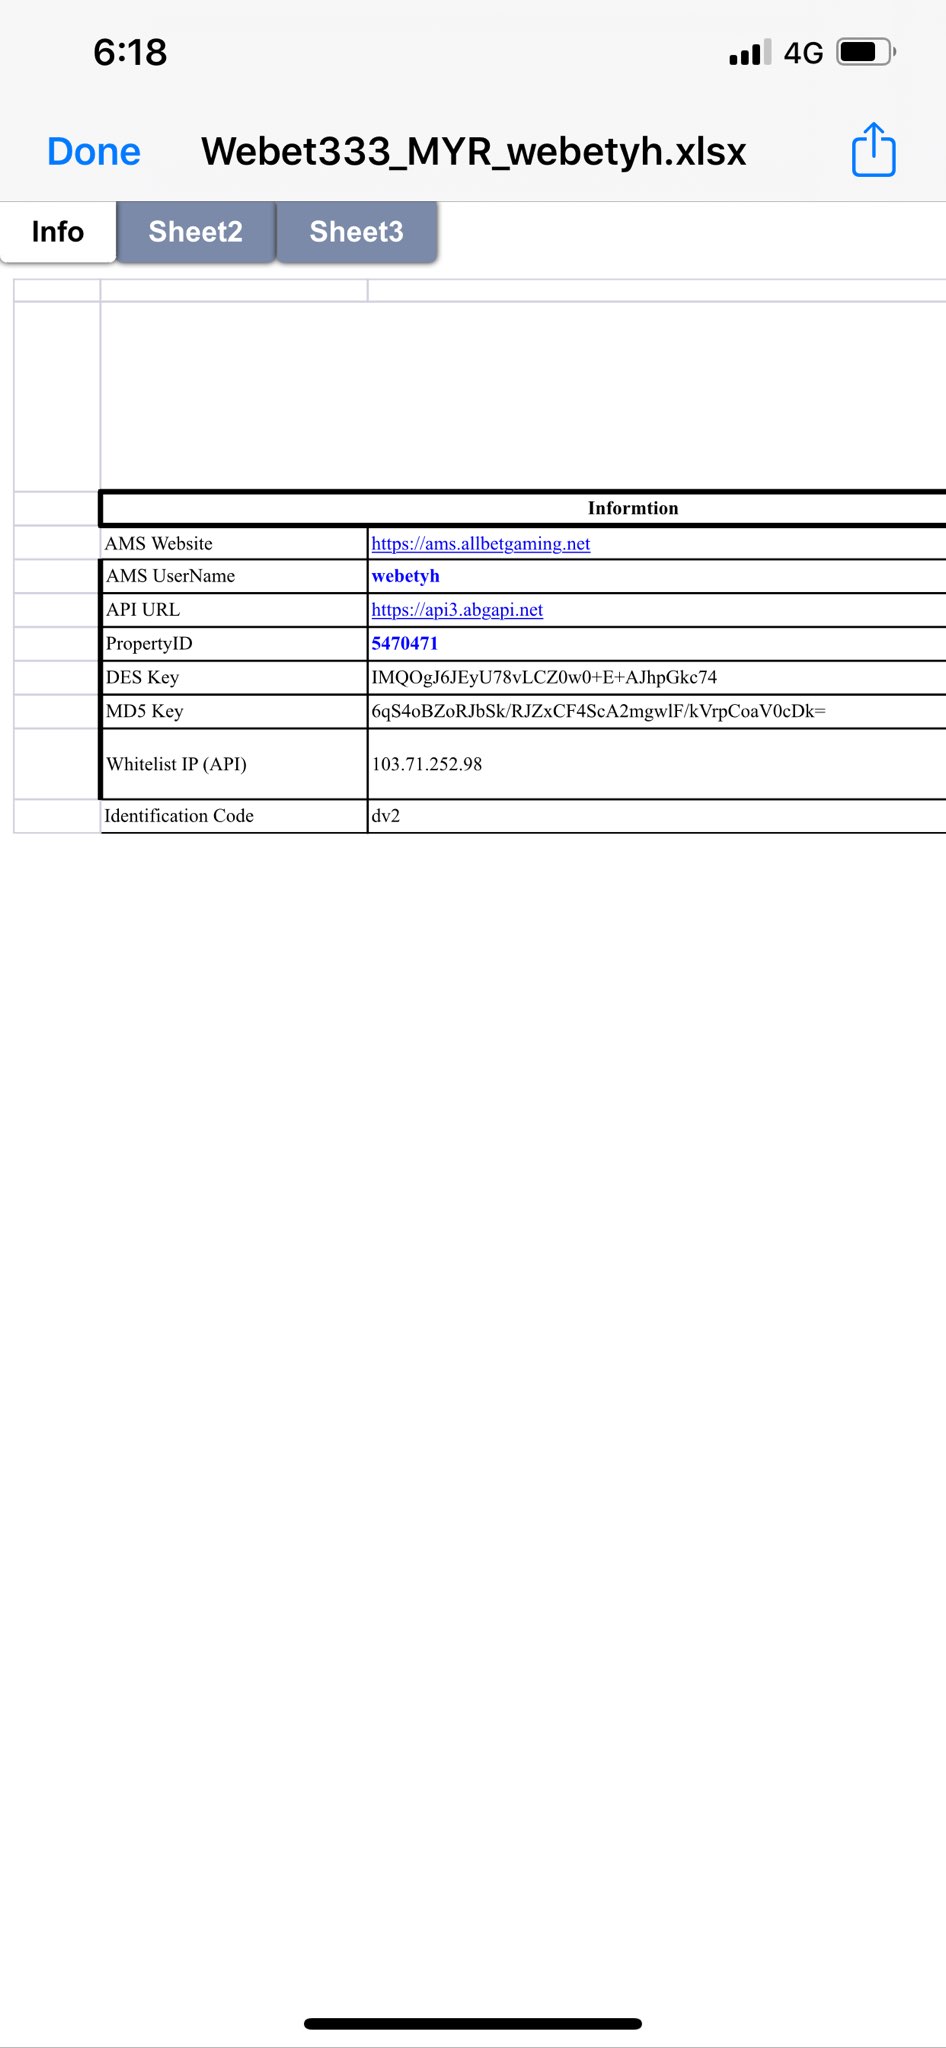 6:18
4G
Done
Webet333_MYR_webetyh.xlsx
Info Sheet2 Sheet3
Informtion
AMS Website https://ams.allbetgaming.net
AMS UserName webetyh
API URL https://api3.abgapi.net
PropertyID 5470471
DES Key IMQOgJ6JEyU78vLCZ0w0+E+AJhpGkc74
MD5 Key 6qS4oBZoRJbSk/RJZxCF4ScA2mgwlF/kVrpCoaV0cDk=
Whitelist IP (API) 103.71.252.98
Identification Code dv2